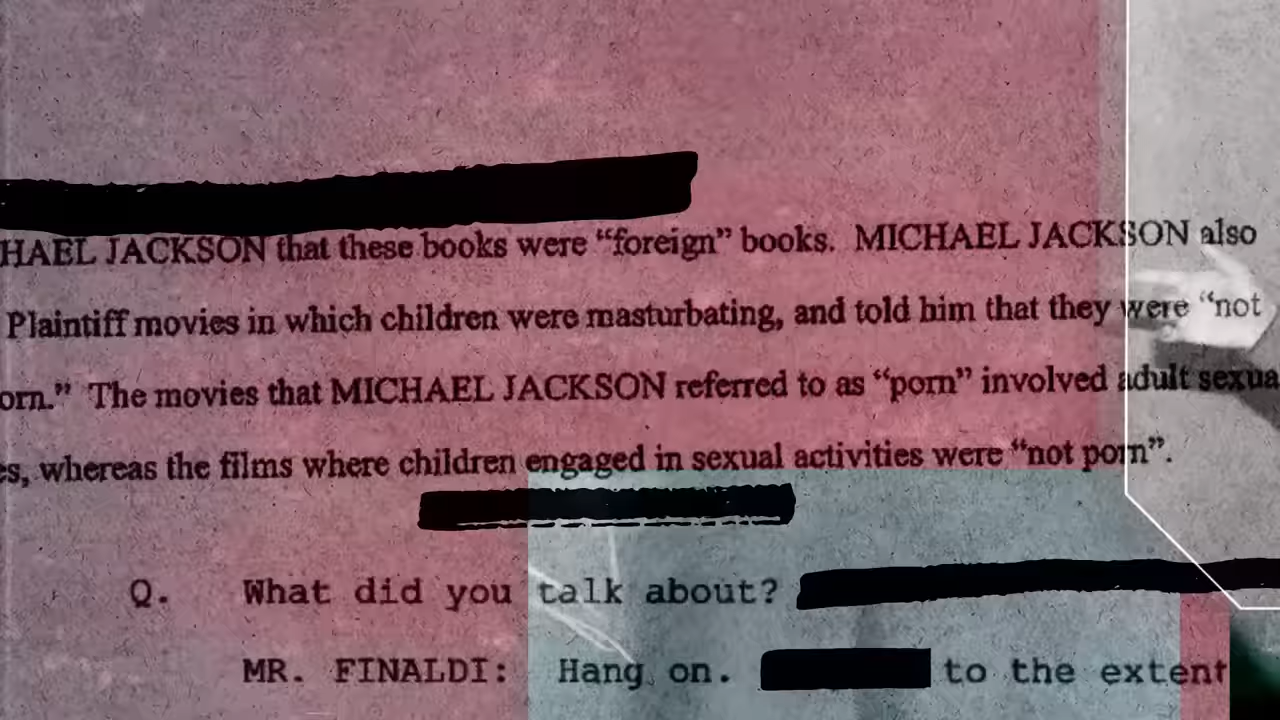 HAEL JACKSON that these books were “foreign” books. MICHAEL JACKSON also
Plaintiff movies in which children were masturbating, and told him that they were “not
orn.” The movies that MICHAEL JACKSON referred to as “porn” involved adult sexua
es, whereas the films where children engaged in sexual activities were “not porn”.
Q. What did you talk about?
MR. FINALDI: Hang on. to the extent